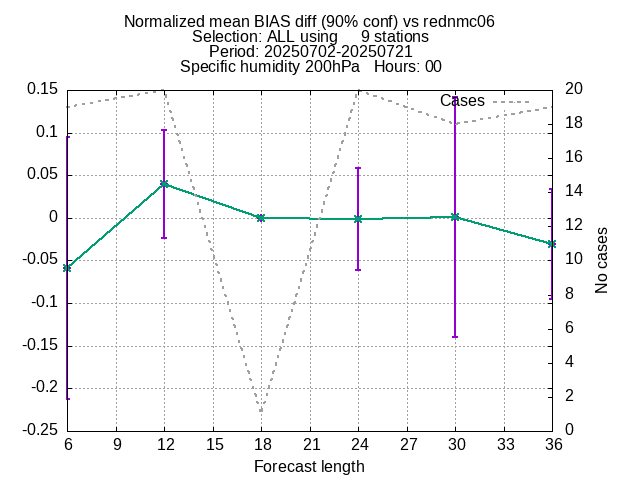 Normalized mean BIAS diff (90% conf) vs rednmc06
Selection: ALL using     9 stations
Period: 20250702-20250721
Specific humidity 200hPa   Hours: 00
Cases
0.15
0.1
0.05
0
-0.05
-0.1
-0.15
-0.2
-0.25
20
18
16
14
12
10
8
6
4
2
0
No cases
6 9 12 15 18 21 24 27 30 33 36
Forecast length